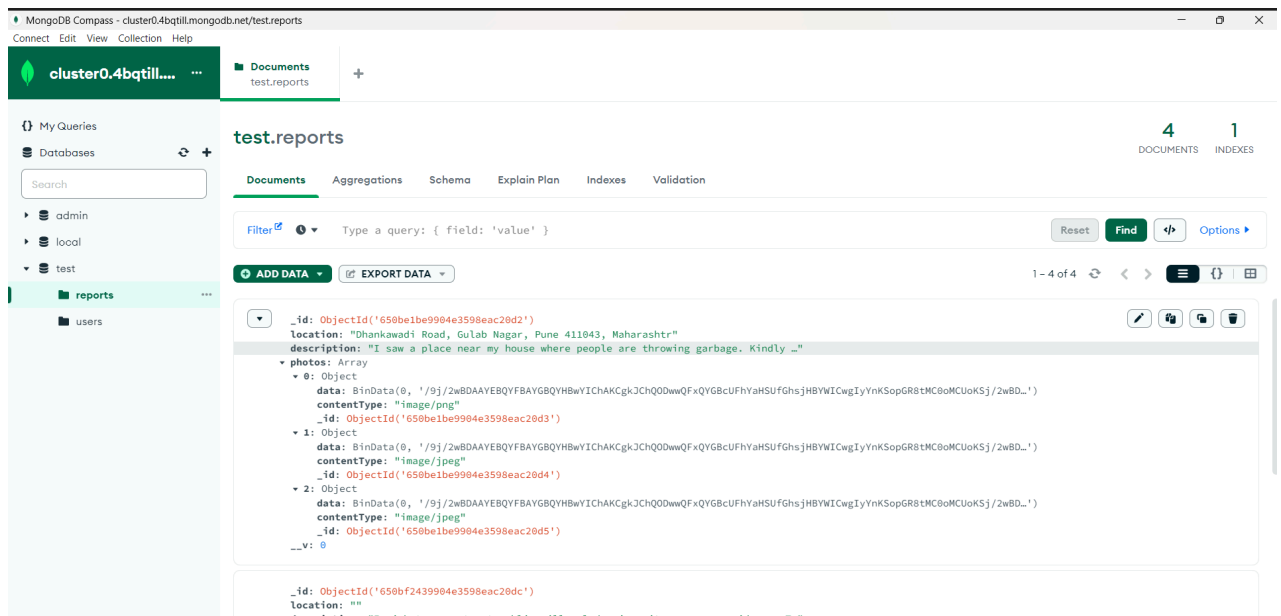 MongoDB Compass - cluster0.4bqtill.mongodb.net/test.reports
Connect Edit View Collection Help
cluster0.4bqtill.... ...
Documents
test.reports
+
{} My Queries
Databases
Search
admin
local
test
reports ...
users
test.reports
4
DOCUMENTS
1
INDEXES
Documents Aggregations Schema Explain Plan Indexes Validation
Filter Type a query: { field: 'value' } Reset Find </> Options
ADD DATA EXPORT DATA 1 - 4 of 4 {}
_id: ObjectId('650be1be9904e3598eac20d2')
location: "Dhankawadi Road, Gulab Nagar, Pune 411043, Maharashtr"
description: "I saw a place near my house where people are throwing garbage. Kindly …"
photos: Array
0: Object
data: BinData(0, '/9j/2wBDAAYEBQYFBAYGBQYHBwYIChAKCgkJChQODwwQFxQYGBcUFhYaHSUfGhsjHBYWICwgIyYnKSopGR8tMC0oMCUoKSj/2wBD…')
contentType: "image/png"
_id: ObjectId('650be1be9904e3598eac20d3')
1: Object
data: BinData(0, '/9j/2wBDAAYEBQYFBAYGBQYHBwYIChAKCgkJChQODwwQFxQYGBcUFhYaHSUfGhsjHBYWICwgIyYnKSopGR8tMC0oMCUoKSj/2wBD…')
contentType: "image/jpeg"
_id: ObjectId('650be1be9904e3598eac20d4')
2: Object
data: BinData(0, '/9j/2wBDAAYEBQYFBAYGBQYHBwYIChAKCgkJChQODwwQFxQYGBcUFhYaHSUfGhsjHBYWICwgIyYnKSopGR8tMC0oMCUoKSj/2wBD…')
contentType: "image/jpeg"
_id: ObjectId('650be1be9904e3598eac20d5')
__v: 0
_id: ObjectId('650bf2439904e3598eac20dc')
location: ""